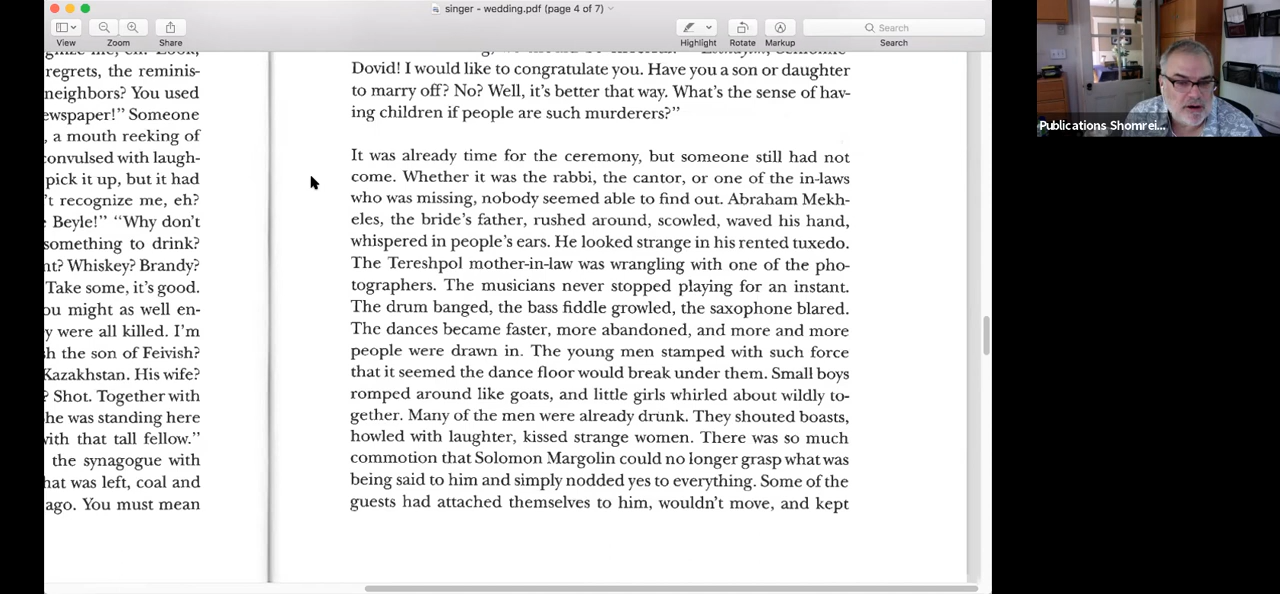 singer - wedding.pdf (page 4 of 7)
View
Zoom
Share
Highlight
Rotate
Markup
Search
Search
regrets, the reminis-
neighbors? You used
ewspaper!” Someone
, a mouth reeking of
convulsed with laugh-
pick it up, but it had
’t recognize me, eh?
Beyle!” “Why don’t
something to drink?
nt? Whiskey? Brandy?
Take some, it’s good.
ou might as well en-
y were all killed. I’m
sh the son of Feivish?
Kazakhstan. His wife?
? Shot. Together with
he was standing here
with that tall fellow.”
the synagogue with
hat was left, coal and
ago. You must mean
Dovid! I would like to congratulate you. Have you a son or daughter
to marry off? No? Well, it’s better that way. What’s the sense of hav-
ing children if people are such murderers?”
It was already time for the ceremony, but someone still had not
come. Whether it was the rabbi, the cantor, or one of the in-laws
who was missing, nobody seemed able to find out. Abraham Mekh-
eles, the bride’s father, rushed around, scowled, waved his hand,
whispered in people’s ears. He looked strange in his rented tuxedo.
The Tereshpol mother-in-law was wrangling with one of the pho-
tographers. The musicians never stopped playing for an instant.
The drum banged, the bass fiddle growled, the saxophone blared.
The dances became faster, more abandoned, and more and more
people were drawn in. The young men stamped with such force
that it seemed the dance floor would break under them. Small boys
romped around like goats, and little girls whirled about wildly to-
gether. Many of the men were already drunk. They shouted boasts,
howled with laughter, kissed strange women. There was so much
commotion that Solomon Margolin could no longer grasp what was
being said to him and simply nodded yes to everything. Some of the
guests had attached themselves to him, wouldn’t move, and kept
Publications Shomrei...